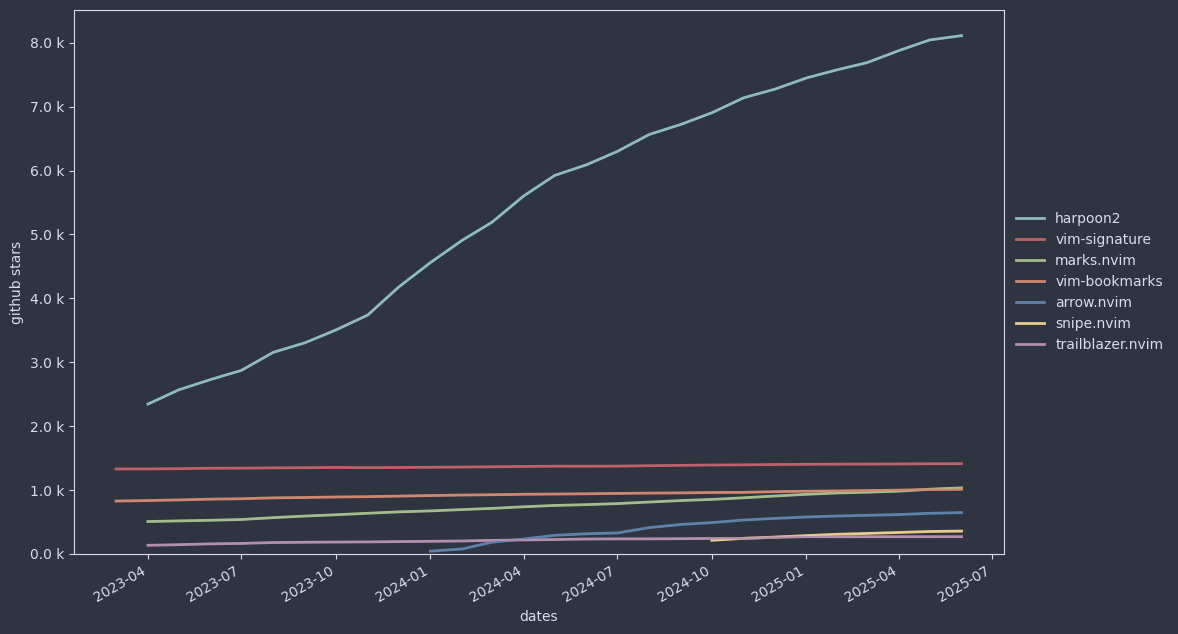 8.0 k
7.0 k
6.0 k
5.0 k
4.0 k
3.0 k
2.0 k
1.0 k
0.0 k
github stars
2023-04
2023-07
2023-10
2024-01
2024-04
2024-07
2024-10
2025-01
2025-04
2025-07
dates
harpoon2
vim-signature
marks.nvim
vim-bookmarks
arrow.nvim
snipe.nvim
trailblazer.nvim